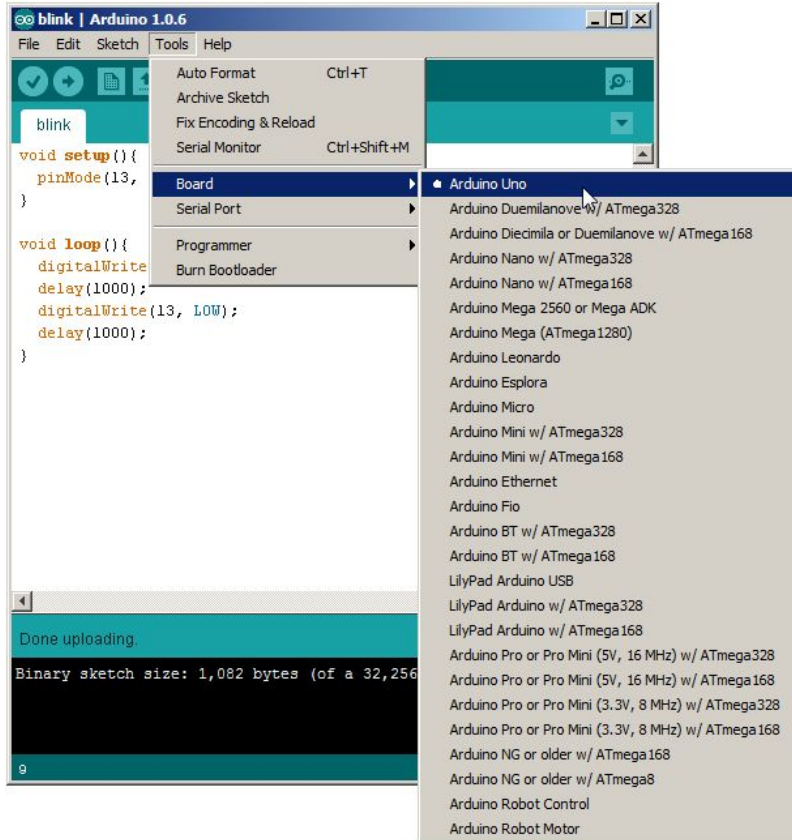 blink | Arduino 1.0.6
File Edit Sketch Tools Help
Auto Format Ctrl+T
Archive Sketch
Fix Encoding & Reload
Serial Monitor Ctrl+Shift+M
Board
Serial Port
Programmer
Burn Bootloader
blink
void setup(){
pinMode(13,
}
void loop(){
digitalWrite
delay(1000);
digitalWrite(13, LOW);
delay(1000);
}
Arduino Uno
Arduino Duemilanove w/ ATmega328
Arduino Diecimila or Duemilanove w/ ATmega168
Arduino Nano w/ ATmega328
Arduino Nano w/ ATmega168
Arduino Mega 2560 or Mega ADK
Arduino Mega (ATmega1280)
Arduino Leonardo
Arduino Esplora
Arduino Micro
Arduino Mini w/ ATmega328
Arduino Mini w/ ATmega168
Arduino Ethernet
Arduino Fio
Arduino BT w/ ATmega328
Arduino BT w/ ATmega168
LilyPad Arduino USB
LilyPad Arduino w/ ATmega328
LilyPad Arduino w/ ATmega168
Arduino Pro or Pro Mini (5V, 16 MHz) w/ ATmega328
Arduino Pro or Pro Mini (5V, 16 MHz) w/ ATmega168
Arduino Pro or Pro Mini (3.3V, 8 MHz) w/ ATmega328
Arduino Pro or Pro Mini (3.3V, 8 MHz) w/ ATmega168
Arduino NG or older w/ ATmega168
Arduino NG or older w/ ATmega8
Arduino Robot Control
Arduino Robot Motor
Done uploading.
Binary sketch size: 1,082 bytes (of a 32,256
9